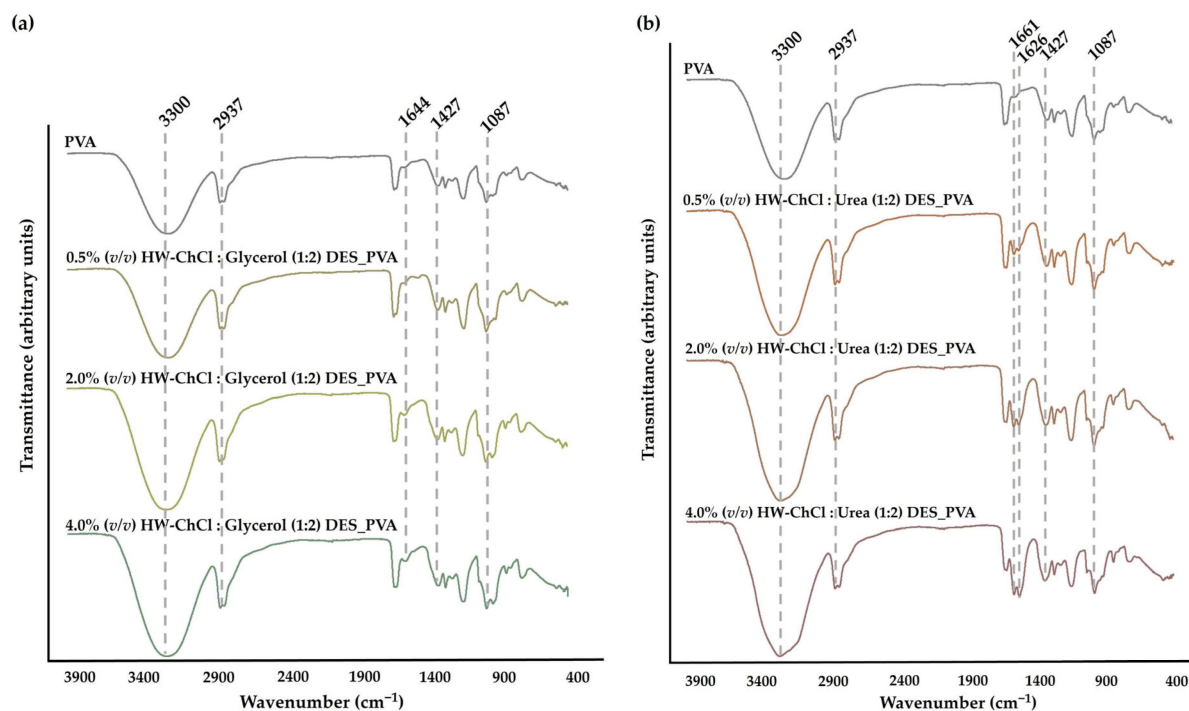 (a)
3300
2937
1644
1427
1087
PVA
0.5% (v/v) HW-ChCl : Glycerol (1:2) DES_PVA
2.0% (v/v) HW-ChCl : Glycerol (1:2) DES_PVA
4.0% (v/v) HW-ChCl : Glycerol (1:2) DES_PVA
Transmittance (arbitrary units)
3900 3400 2900 2400 1900 1400 900 400
Wavenumber (cm⁻¹)
(b)
3300
2937
1661
1626
1427
1087
PVA
0.5% (v/v) HW-ChCl : Urea (1:2) DES_PVA
2.0% (v/v) HW-ChCl : Urea (1:2) DES_PVA
4.0% (v/v) HW-ChCl : Urea (1:2) DES_PVA
Transmittance (arbitrary units)
3900 3400 2900 2400 1900 1400 900 400
Wavenumber (cm⁻¹)